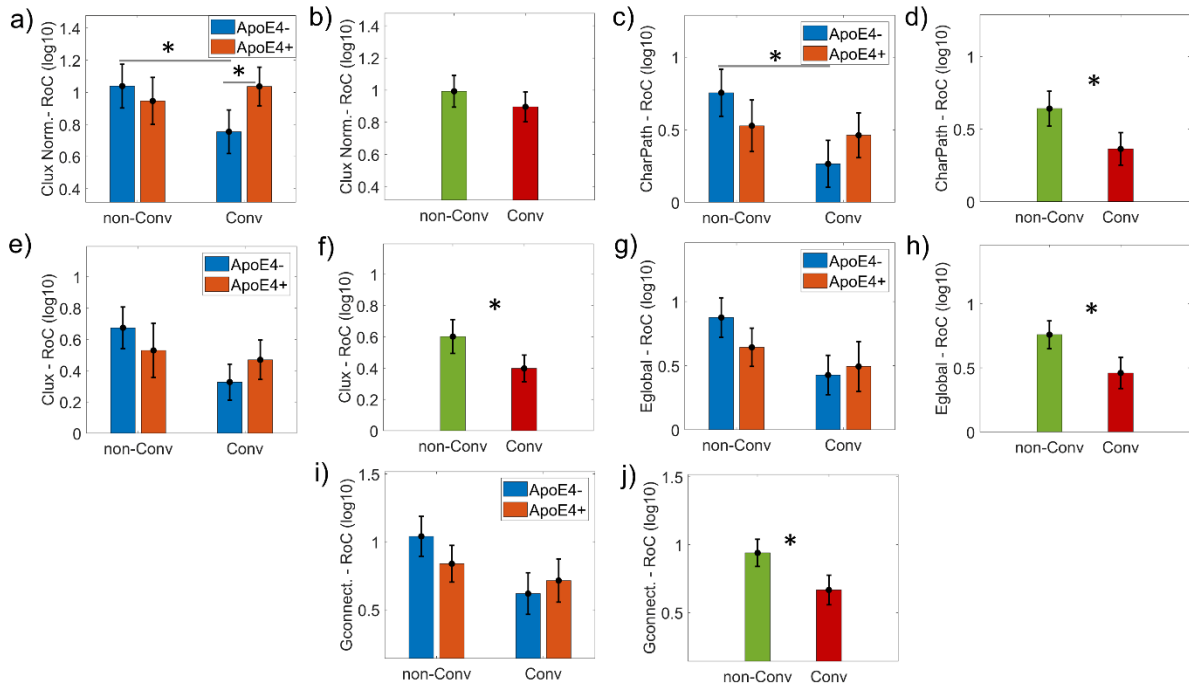 a)
Clux Norm.- RoC (log10)
1.4
1.2
1
0.8
0.6
0.4
ApoE4-
ApoE4+
*
*
non-Conv
Conv
b)
Clux Norm.- RoC (log10)
1.4
1.2
1
0.8
0.6
0.4
non-Conv
Conv
c)
CharPath - RoC (log10)
1
0.5
0
ApoE4-
ApoE4+
*
non-Conv
Conv
d)
CharPath - RoC (log10)
1
0.5
0
*
non-Conv
Conv
e)
Clux - RoC (log10)
1
0.8
0.6
0.4
0.2
0
ApoE4-
ApoE4+
non-Conv
Conv
f)
Clux - RoC (log10)
1
0.8
0.6
0.4
0.2
0
*
non-Conv
Conv
g)
Eglobal - RoC (log10)
1
0.5
0
ApoE4-
ApoE4+
non-Conv
Conv
h)
Eglobal - RoC (log10)
1
0.5
0
*
non-Conv
Conv
i)
Gconnect. - RoC (log10)
1.5
1
0.5
ApoE4-
ApoE4+
non-Conv
Conv
j)
Gconnect. - RoC (log10)
1.5
1
0.5
*
non-Conv
Conv